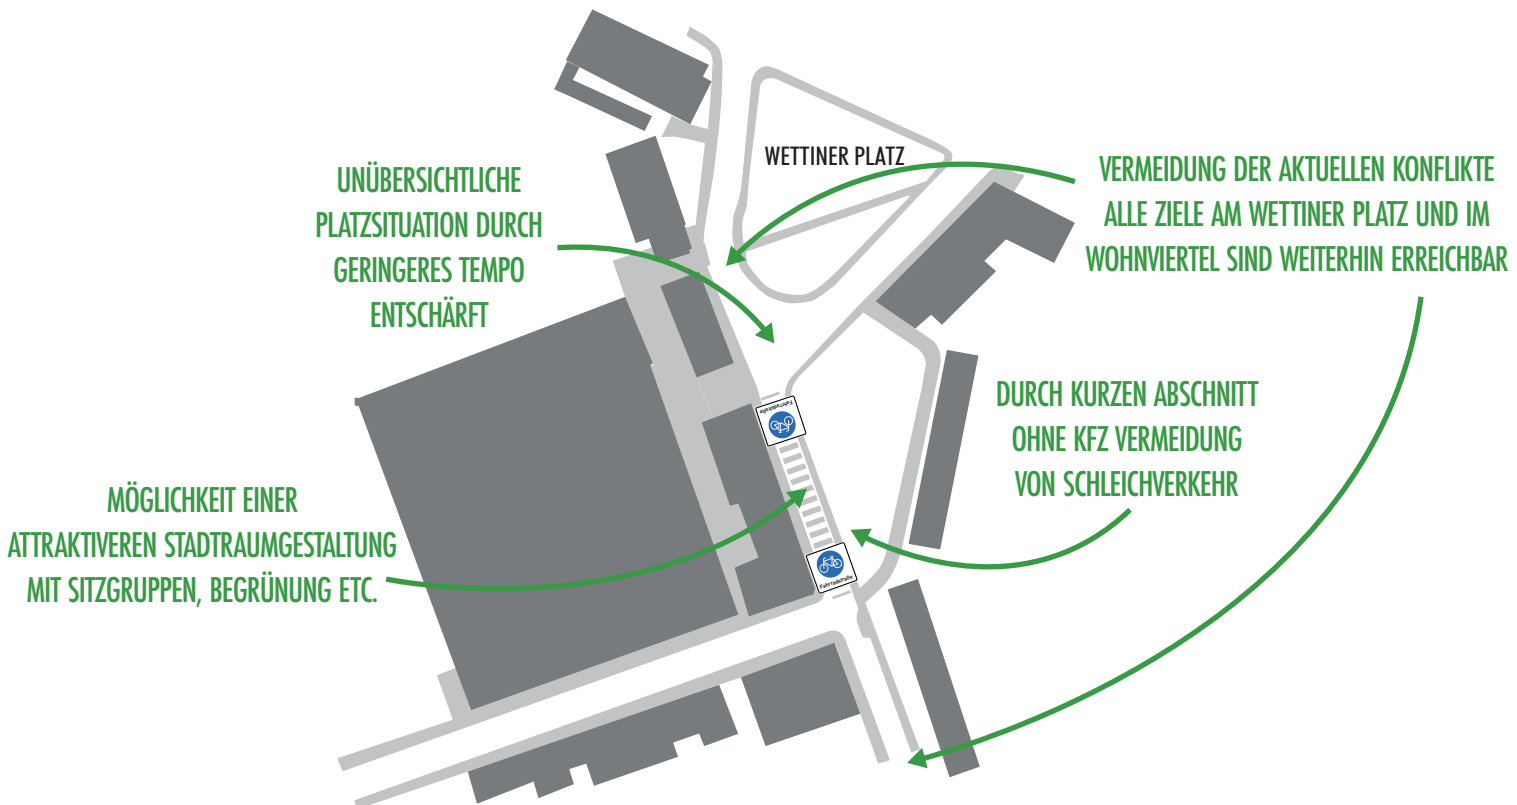 WETTINER PLATZ
UNÜBERSICHTLICHE
PLATZSITUATION DURCH
GERINGERES TEMPO
ENTSCHÄRFT
VERMEIDUNG DER AKTUELLEN KONFLIKTE
ALLE ZIELE AM WETTINER PLATZ UND IM
WOHNVIERTEL SIND WEITERHIN ERREICHBAR
DURCH KURZEN ABSCHNITT
OHNE KFZ VERMEIDUNG
VON SCHLEICHVERKEHR
MÖGLICHKEIT EINER
ATTRAKTIVEREN STADTRAUMGESTALTUNG
MIT SITZGRUPPEN, BEGRÜNUNG ETC.
Fahrradstraße
Fahrradstraße